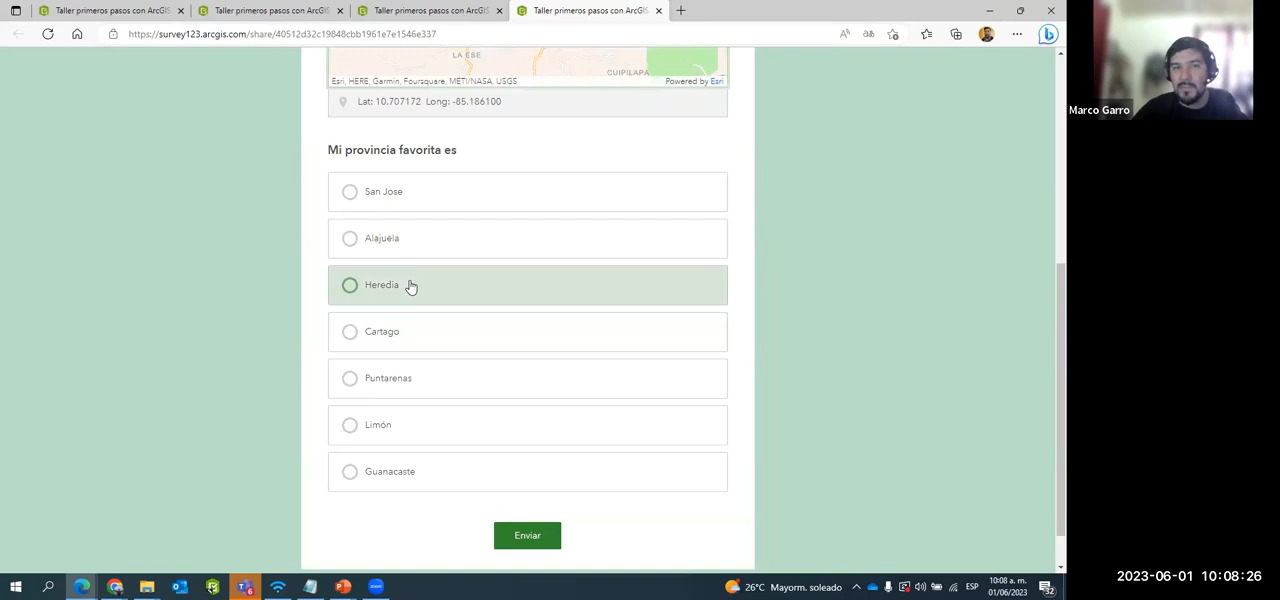 Taller primeros pasos con ArcGIS
Taller primeros pasos con ArcGIS
Taller primeros pasos con ArcGIS
Taller primeros pasos con ArcGIS
https://survey123.arcgis.com/share/40512d32c19848cbb1961e7e1546e337
LA ESE
CUIPILAPA
Esri, HERE, Garmin, Foursquare, METI/NASA, USGS
Powered by Esri
Lat: 10.707172 Long: -85.186100
Marco Garro
Mi provincia favorita es
San Jose
Alajuela
Heredia
Cartago
Puntarenas
Limón
Guanacaste
Enviar
26°C Mayorm. soleado
ESP
10:08 a. m.
01/06/2023
32
2023-06-01 10:08:26